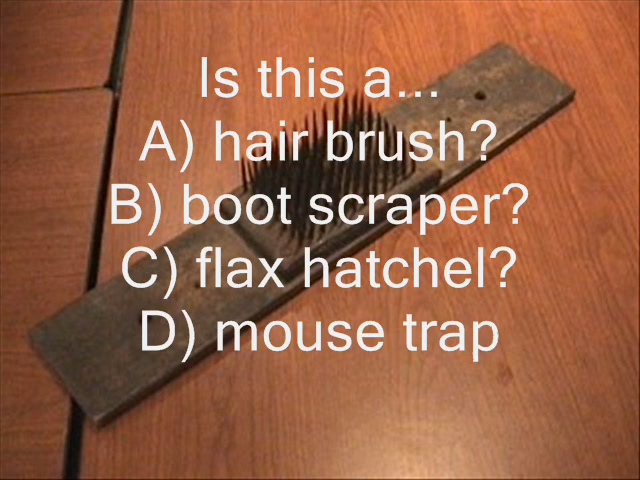 Is this a...
A) hair brush?
B) boot scraper?
C) flax hatchel?
D) mouse trap